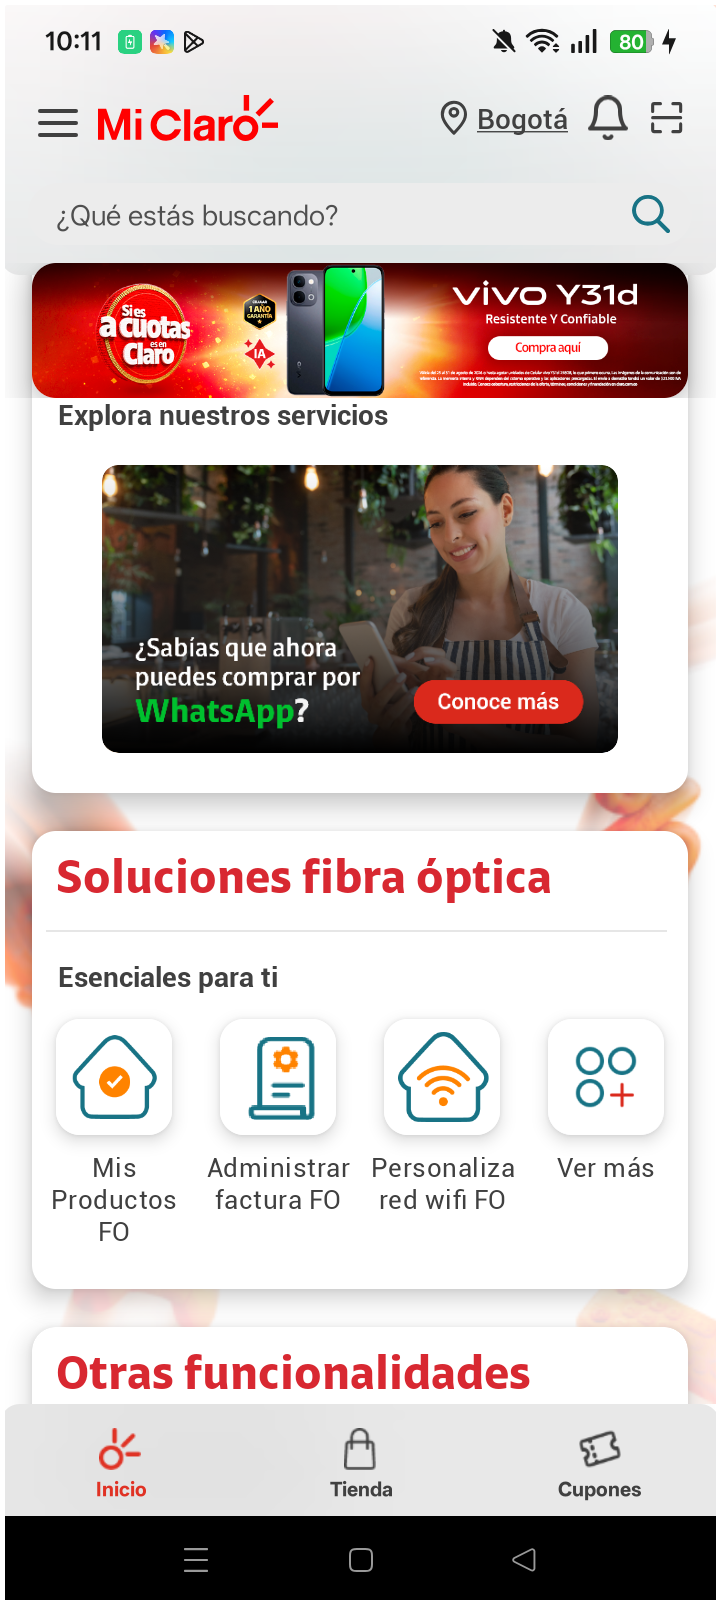 10:11
80
Mi Claro
Bogotá
¿Qué estás buscando?
Si es
a cuotas
es en
Claro
1 AÑO
GARANTÍA
IA
vivo Y31d
Resistente Y Confiable
Compra aquí
Explora nuestros servicios
¿Sabías que ahora
puedes comprar por
WhatsApp?
Conoce más
Soluciones fibra óptica
Esenciales para ti
Mis
Productos
FO
Administrar
factura FO
Personaliza
red wifi FO
Ver más
Otras funcionalidades
Inicio
Tienda
Cupones